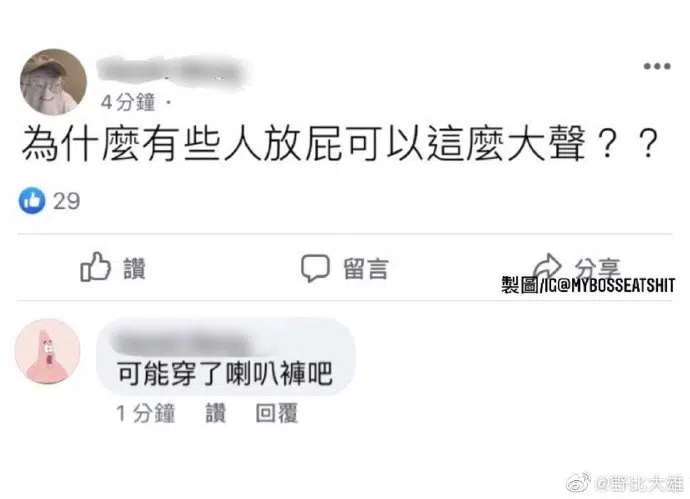 4分鐘·
為什麼有些人放屁可以這麼大聲？？
29
讚 留言 分享
製圖/IG@MYBOSSEATSHIT
可能穿了喇叭褲吧
1分鐘 讚 回覆
@野比大雄